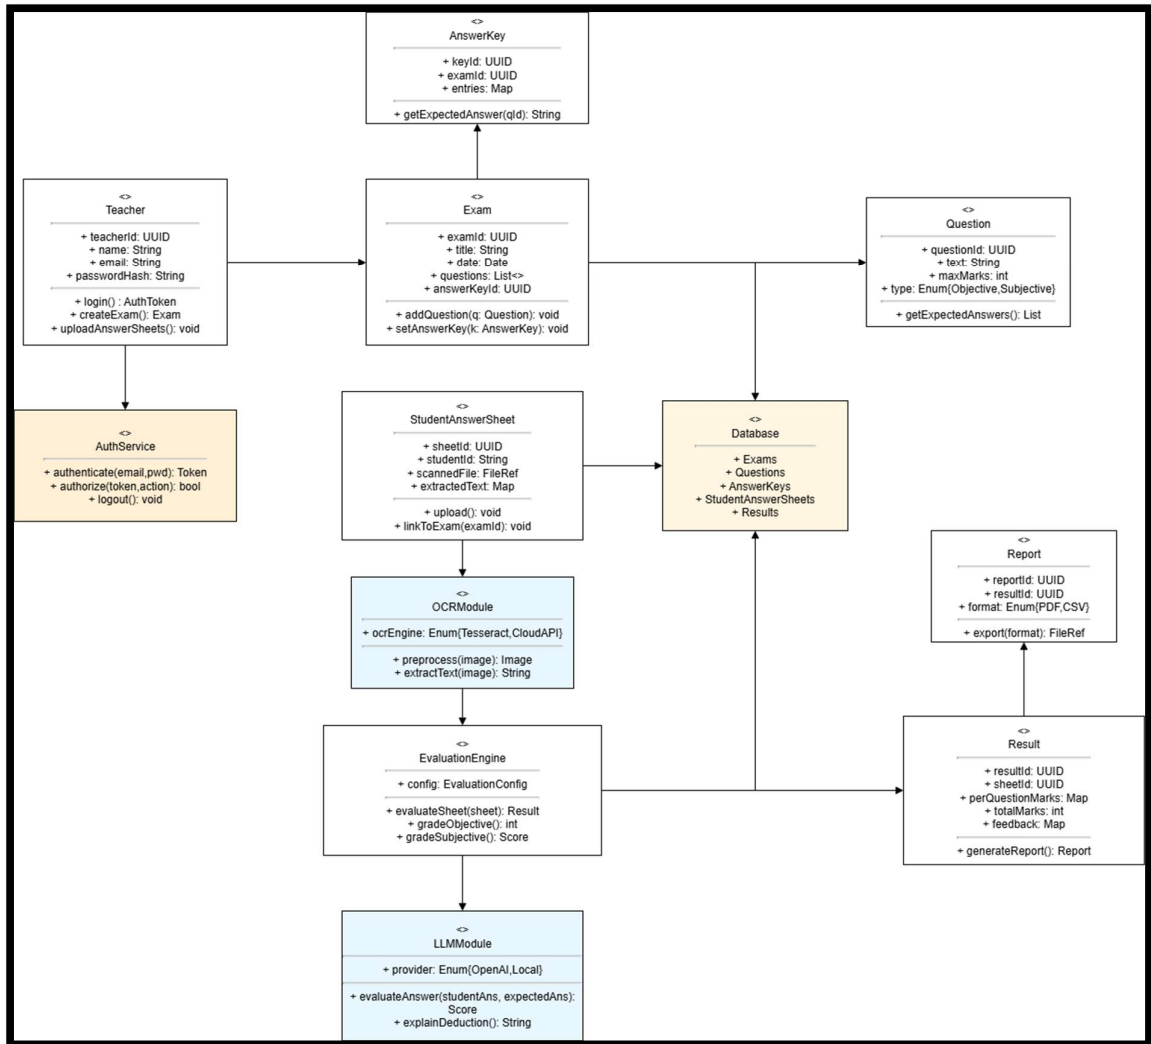 <>
AnswerKey
+ keyId: UUID
+ examId: UUID
+ entries: Map
+ getExpectedAnswer(qId): String
<>
Teacher
+ teacherId: UUID
+ name: String
+ email: String
+ passwordHash: String
+ login() : AuthToken
+ createExam(): Exam
+ uploadAnswerSheets(): void
<>
Exam
+ examId: UUID
+ title: String
+ date: Date
+ questions: List<>
+ answerKeyId: UUID
+ addQuestion(q: Question): void
+ setAnswerKey(k: AnswerKey): void
<>
Question
+ questionId: UUID
+ text: String
+ maxMarks: int
+ type: Enum{Objective,Subjective}
+ getExpectedAnswers(): List
<>
AuthService
+ authenticate(email,pwd): Token
+ authorize(token,action): bool
+ logout(): void
<>
StudentAnswerSheet
+ sheetId: UUID
+ studentId: String
+ scannedFile: FileRef
+ extractedText: Map
+ upload(): void
+ linkToExam(examId): void
<>
Database
+ Exams
+ Questions
+ AnswerKeys
+ StudentAnswerSheets
+ Results
<>
Report
+ reportId: UUID
+ resultId: UUID
+ format: Enum{PDF,CSV}
+ export(format): FileRef
<>
OCRModule
+ ocrEngine: Enum{Tesseract,CloudAPI}
+ preprocess(image): Image
+ extractText(image): String
<>
EvaluationEngine
+ config: EvaluationConfig
+ evaluateSheet(sheet): Result
+ gradeObjective(): int
+ gradeSubjective(): Score
<>
Result
+ resultId: UUID
+ sheetId: UUID
+ perQuestionMarks: Map
+ totalMarks: int
+ feedback: Map
+ generateReport(): Report
<>
LLMModule
+ provider: Enum{OpenAI,Local}
+ evaluateAnswer(studentAns, expectedAns):
Score
+ explainDeduction(): String